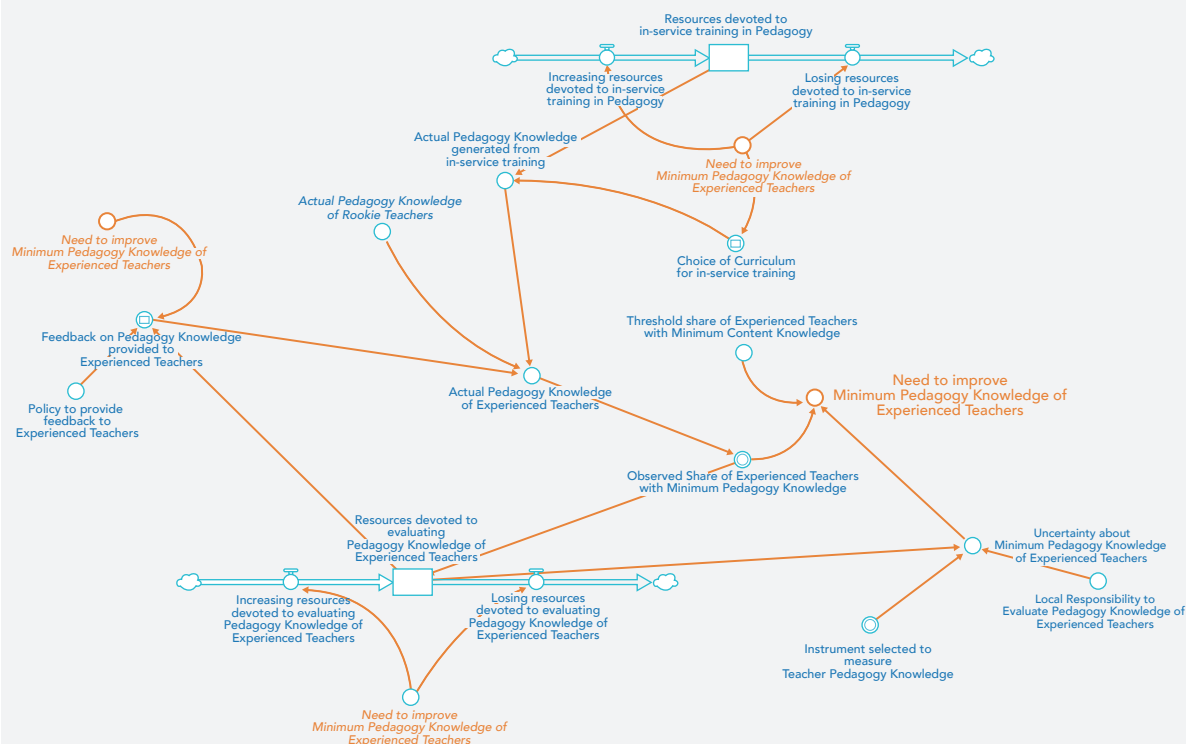 Resources devoted to
in-service training in Pedagogy
Increasing resources
devoted to in-service
training in Pedagogy
Losing resources
devoted to in-service
training in Pedagogy
Actual Pedagogy Knowledge
generated from
in-service training
Need to improve
Minimum Pedagogy Knowledge of
Experienced Teachers
Actual Pedagogy Knowledge
of Rookie Teachers
Need to improve
Minimum Pedagogy Knowledge of
Experienced Teachers
Choice of Curriculum
for in-service training
Feedback on Pedagogy Knowledge
provided to
Experienced Teachers
Threshold share of Experienced Teachers
with Minimum Content Knowledge
Policy to provide
feedback to
Experienced Teachers
Actual Pedagogy Knowledge
of Experienced Teachers
Need to improve
Minimum Pedagogy Knowledge of
Experienced Teachers
Observed Share of Experienced Teachers
with Minimum Pedagogy Knowledge
Resources devoted to
evaluating
Pedagogy Knowledge of
Experienced Teachers
Uncertainty about
Minimum Pedagogy Knowledge
of Experienced Teachers
Increasing resources
devoted to evaluating
Pedagogy Knowledge of
Experienced Teachers
Losing resources
devoted to evaluating
Pedagogy Knowledge of
Experienced Teachers
Local Responsibility to
Evaluate Pedagogy Knowledge of
Experienced Teachers
Instrument selected to
measure
Teacher Pedagogy Knowledge
Need to improve
Minimum Pedagogy Knowledge of
Experienced Teachers